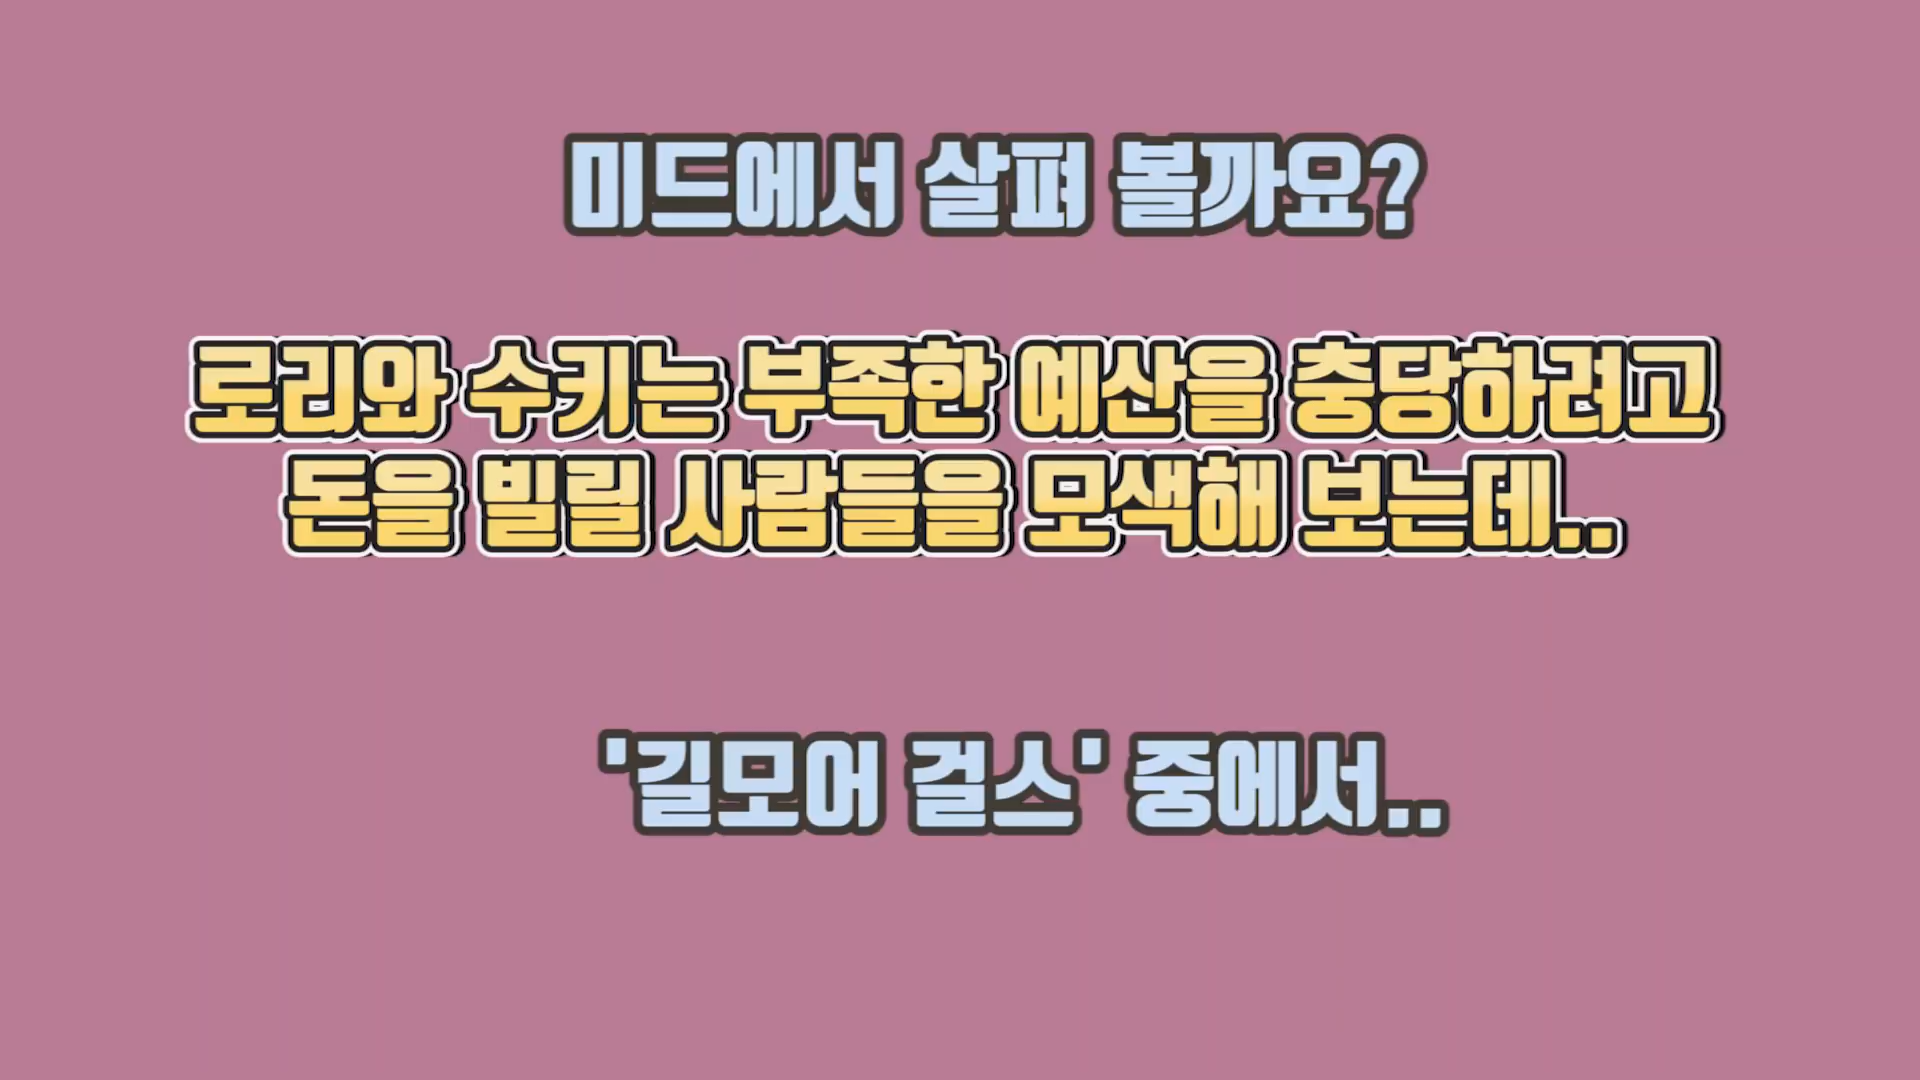 미드에서 살펴 볼까요?
로리와 수키는 부족한 예산을 충당하려고
돈을 빌릴 사람들을 모색해 보는데..
'길모어 걸스' 중에서..